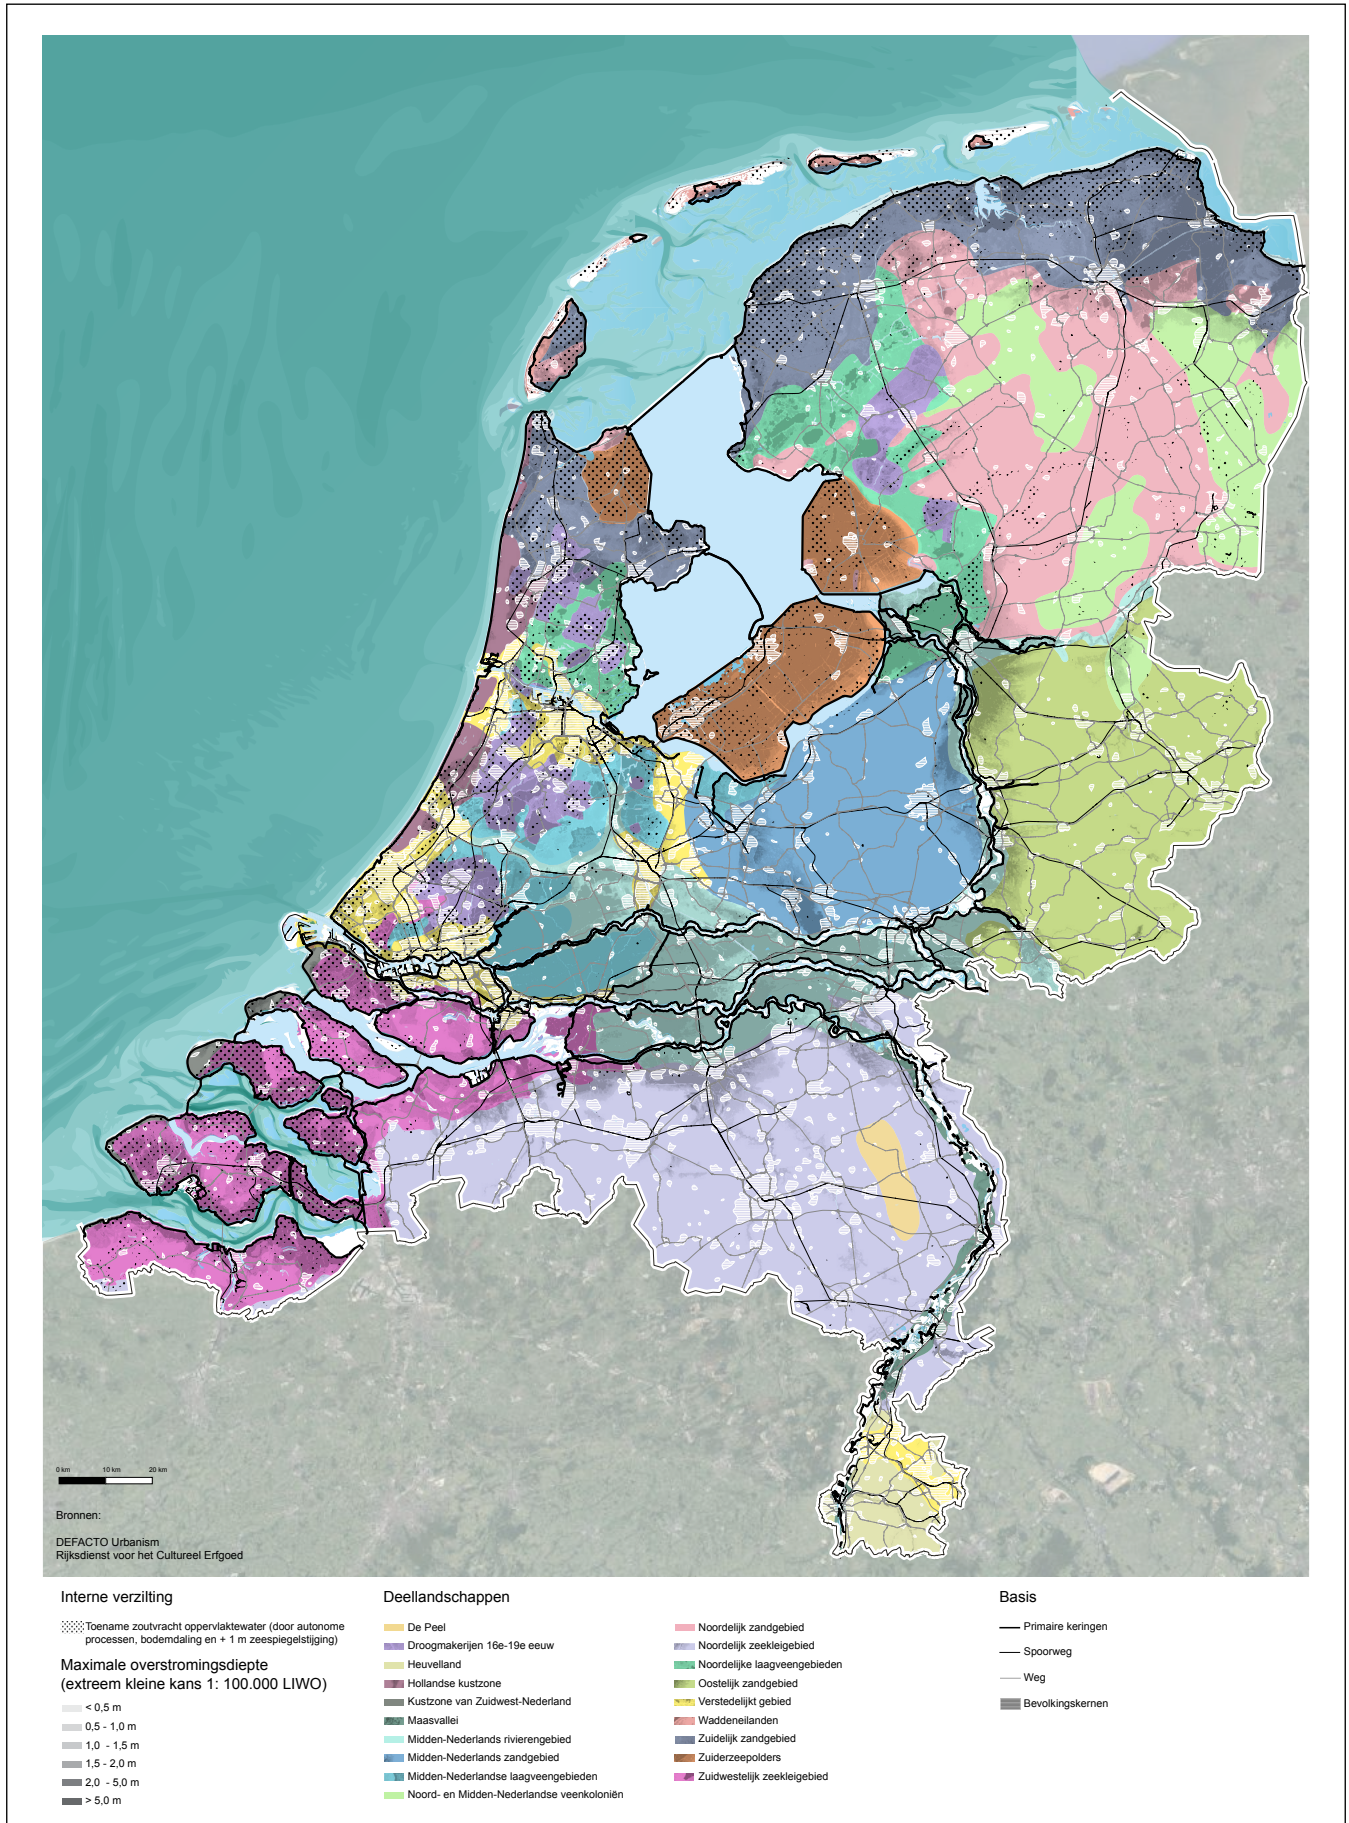 0 km 10 km 20 km
Bronnen:
DEFACTO Urbanism
Rijksdienst voor het Cultureel Erfgoed
Interne verzilting
Toename zoutvracht oppervlaktewater (door autonome
processen, bodemdaling en + 1 m zeespiegelstijging)
Maximale overstromingsdiepte
(extreem kleine kans 1: 100.000 LIWO)
< 0,5 m
0,5 - 1,0 m
1,0 - 1,5 m
1,5 - 2,0 m
2,0 - 5,0 m
> 5,0 m
Deellandschappen
De Peel
Droogmakerijen 16e-19e eeuw
Heuvelland
Hollandse kustzone
Kustzone van Zuidwest-Nederland
Maasvallei
Midden-Nederlands rivierengebied
Midden-Nederlands zandgebied
Midden-Nederlandse laagveengebieden
Noord- en Midden-Nederlandse veenkoloniën
Noordelijk zandgebied
Noordelijk zeekleigebied
Noordelijke laagveengebieden
Oostelijk zandgebied
Verstedelijkt gebied
Waddeneilanden
Zuidelijk zandgebied
Zuiderzeepolders
Zuidwestelijk zeekleigebied
Basis
Primaire keringen
Spoorweg
Weg
Bevolkingskernen